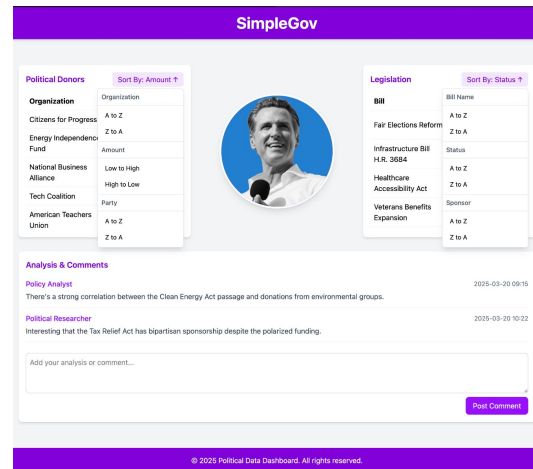 SimpleGov
Political Donors
Sort By: Amount ↑
Organization
Citizens for Progress
Energy Independence
Fund
National Business
Alliance
Tech Coalition
American Teachers
Union
Organization
A to Z
Z to A
Amount
Low to High
High to Low
Party
A to Z
Z to A
Legislation
Sort By: Status ↑
Bill
Fair Elections Reform
Infrastructure Bill
H.R. 3684
Healthcare
Accessibility Act
Veterans Benefits
Expansion
Bill Name
A to Z
Z to A
Status
A to Z
Z to A
Sponsor
A to Z
Z to A
Analysis & Comments
Policy Analyst
2025-03-20 09:15
There's a strong correlation between the Clean Energy Act passage and donations from environmental groups.
Political Researcher
2025-03-20 10:22
Interesting that the Tax Relief Act has bipartisan sponsorship despite the polarized funding.
Add your analysis or comment...
Post Comment
© 2025 Political Data Dashboard. All rights reserved.